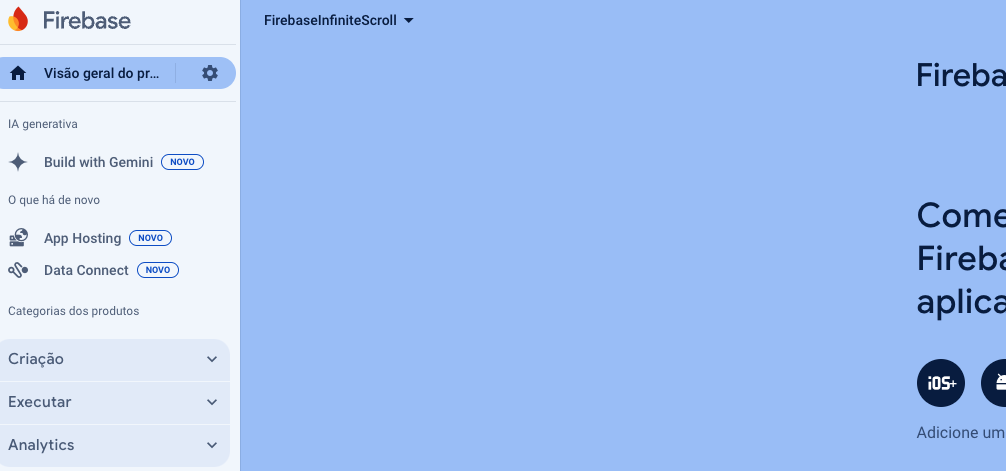 Firebase
FirebaseInfiniteScroll
Visão geral do pr...
IA generativa
Build with Gemini NOVO
O que há de novo
App Hosting NOVO
Data Connect NOVO
Categorias dos produtos
Criação
Executar
Analytics
Fireba
Come
Fireba
aplica
iOS+
Adicione um